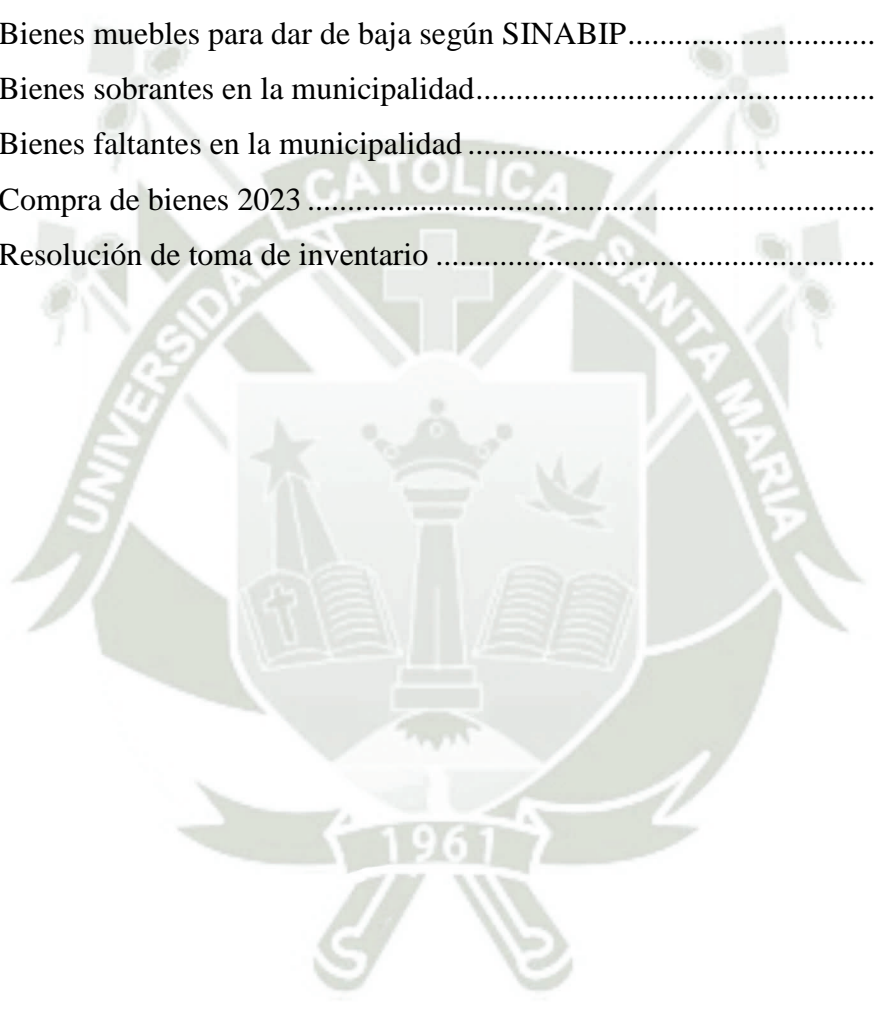 Bienes muebles para dar de baja según SINABIP............................
Bienes sobrantes en la municipalidad...............................................
Bienes faltantes en la municipalidad ................................................
Compra de bienes 2023 ....................................................................
Resolución de toma de inventario ....................................................
UNIVERSIDAD CATÓLICA SANTA MARIA
1961